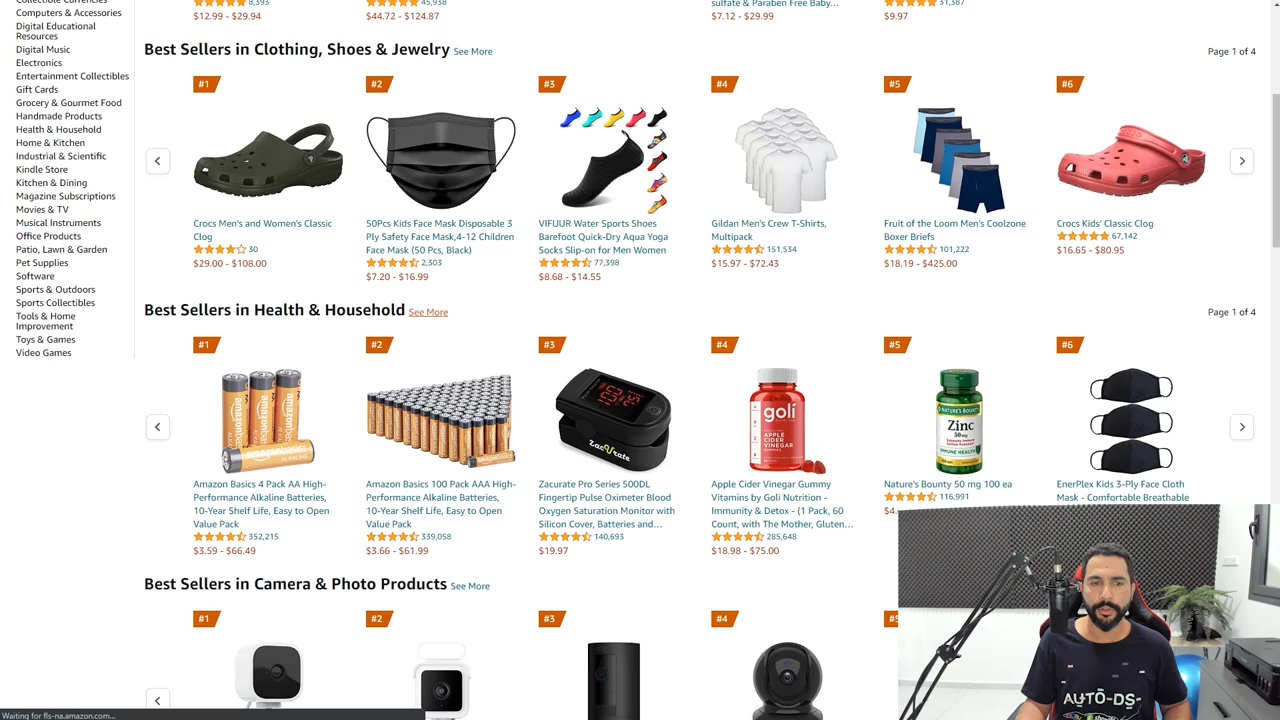 Collectible Currencies
Computers & Accessories
Digital Educational
Resources
Digital Music
Electronics
Entertainment Collectibles
Gift Cards
Grocery & Gourmet Food
Handmade Products
Health & Household
Home & Kitchen
Industrial & Scientific
Kindle Store
Kitchen & Dining
Magazine Subscriptions
Movies & TV
Musical Instruments
Office Products
Patio, Lawn & Garden
Pet Supplies
Software
Sports & Outdoors
Sports Collectibles
Tools & Home
Improvement
Toys & Games
Video Games
8,393
45,938
sulfate & Paraben Free Baby…
31,387
$12.99 - $29.94
$44.72 - $124.87
$7.12 - $29.99
$9.97
Best Sellers in Clothing, Shoes & Jewelry See More
Page 1 of 4
#1
#2
#3
#4
#5
#6
Crocs Men's and Women's Classic
Clog
30
$29.00 - $108.00
50Pcs Kids Face Mask Disposable 3
Ply Safety Face Mask,4-12 Children
Face Mask (50 Pcs, Black)
2,303
$7.20 - $16.99
VIFUUR Water Sports Shoes
Barefoot Quick-Dry Aqua Yoga
Socks Slip-on for Men Women
77,398
$8.68 - $14.55
Gildan Men's Crew T-Shirts,
Multipack
151,534
$15.97 - $72.43
Fruit of the Loom Men's Coolzone
Boxer Briefs
101,222
$18.19 - $425.00
Crocs Kids' Classic Clog
67,142
$16.65 - $80.95
Best Sellers in Health & Household See More
Page 1 of 4
#1
#2
#3
#4
#5
#6
ZacUrate
goli
APPLE
CIDER
VINEGAR
NATURE'S BOUNTY
Zinc
50 mg
IMMUNE HEALTH
Amazon Basics 4 Pack AA High-
Performance Alkaline Batteries,
10-Year Shelf Life, Easy to Open
Value Pack
352,215
$3.59 - $66.49
Amazon Basics 100 Pack AAA High-
Performance Alkaline Batteries,
10-Year Shelf Life, Easy to Open
Value Pack
339,058
$3.66 - $61.99
Zacurate Pro Series 500DL
Fingertip Pulse Oximeter Blood
Oxygen Saturation Monitor with
Silicon Cover, Batteries and…
140,693
$19.97
Apple Cider Vinegar Gummy
Vitamins by Goli Nutrition -
Immunity & Detox - (1 Pack, 60
Count, with The Mother, Gluten…
285,648
$18.98 - $75.00
Nature's Bounty 50 mg 100 ea
116,991
$4.
EnerPlex Kids 3-Ply Face Cloth
Mask - Comfortable Breathable
Best Sellers in Camera & Photo Products See More
#1
#2
#3
#4
AUTO-DS
Waiting for fls-na.amazon.com...